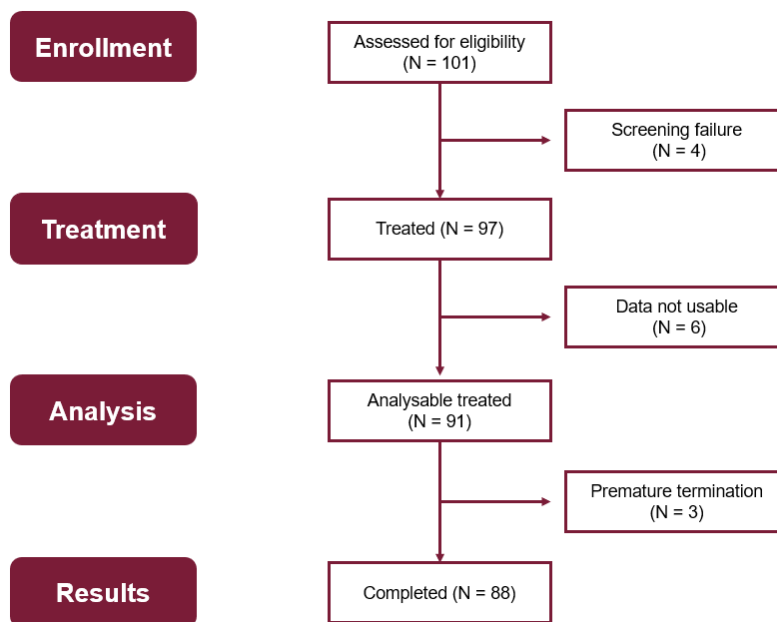 Enrollment
Assessed for eligibility
(N = 101)
Screening failure
(N = 4)
Treatment
Treated (N = 97)
Data not usable
(N = 6)
Analysis
Analysable treated
(N = 91)
Premature termination
(N = 3)
Results
Completed (N = 88)